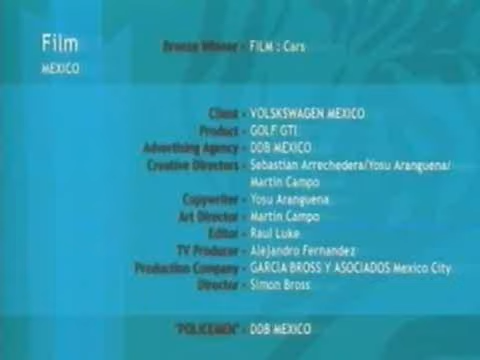 Film
MEXICO
Bronze Winner - FILM : Cars
Client - VOLSKSWAGEN MEXICO
Product - GOLF GTI
Advertising Agency - DDB MEXICO
Creative Directors - Sebastian Arrechedera/Yosu Aranguena/
Martin Campo
Copywriter - Yosu Aranguena
Art Director - Martin Campo
Editor - Raul Luke
TV Producer - Alejandro Fernandez
Production Company - GARCIA BROSS Y ASOCIADOS Mexico City
Director - Simon Bross
"POLICEMEN" - DDB MEXICO